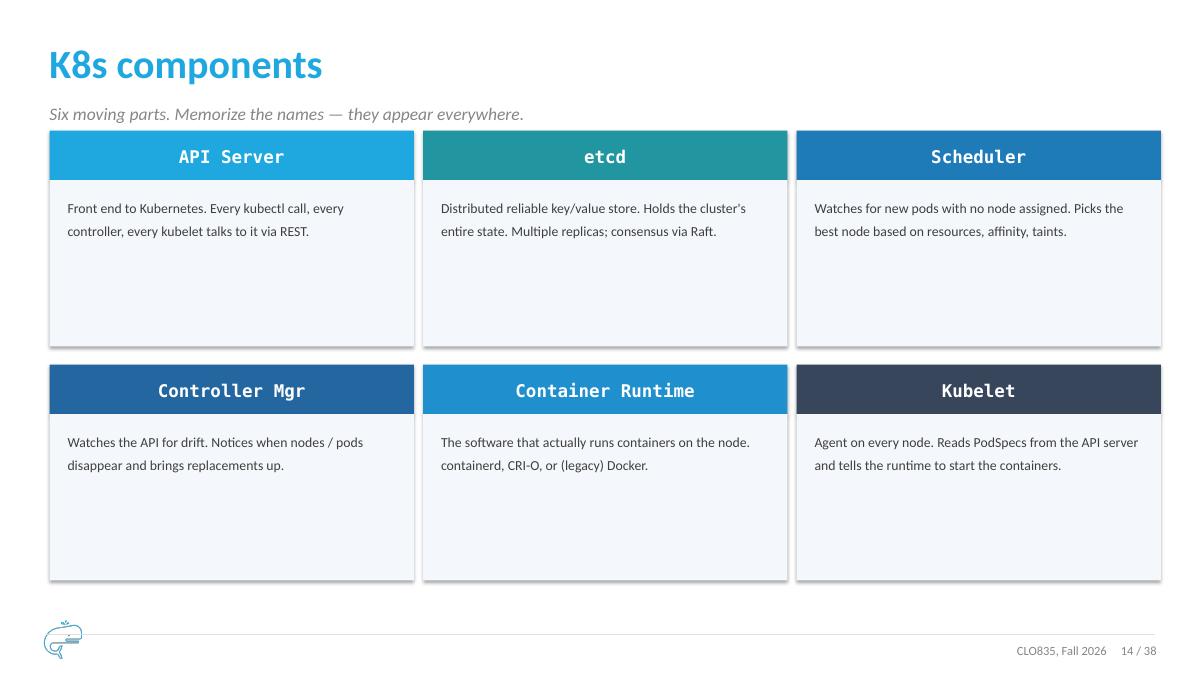 K8s components
Six moving parts. Memorize the names — they appear everywhere.
API Server
Front end to Kubernetes. Every kubectl call, every
controller, every kubelet talks to it via REST.
etcd
Distributed reliable key/value store. Holds the cluster's
entire state. Multiple replicas; consensus via Raft.
Scheduler
Watches for new pods with no node assigned. Picks the
best node based on resources, affinity, taints.
Controller Mgr
Watches the API for drift. Notices when nodes / pods
disappear and brings replacements up.
Container Runtime
The software that actually runs containers on the node.
containerd, CRI-O, or (legacy) Docker.
Kubelet
Agent on every node. Reads PodSpecs from the API server
and tells the runtime to start the containers.
CLO835, Fall 2026 14 / 38